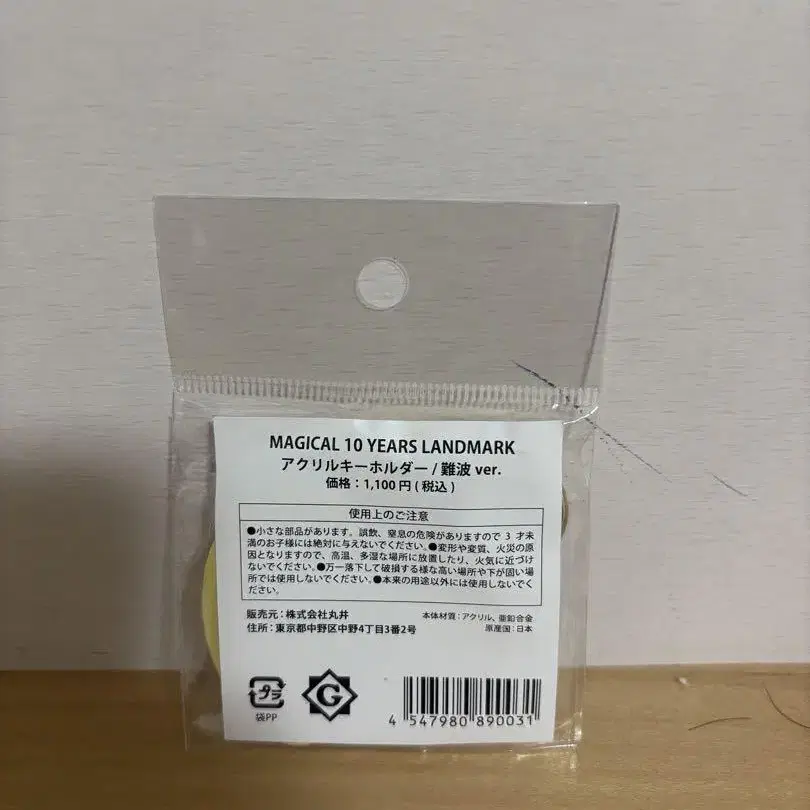 MAGICAL 10 YEARS LANDMARK
アクリルキーホルダー / 難波 ver.
価格：1,100 円 ( 税込 )
使用上のご注意
●小さな部品があります。誤飲、窒息の危険がありますので 3 才未
満のお子様には絶対に与えないでください。●変形や変質、火災の原
因となりますので、高温、多湿な場所に放置したり、火気に近づけ
ないでください。●万一落下して破損する様な高い場所や下が固い場
所では使用しないでください。●本来の用途以外には使用しないでくだ
さい。
販売元：株式会社丸井
本体材質：アクリル、亜鉛合金
住所：東京都中野区中野4丁目3番2号
原産国：日本
プラ
袋PP
G
4 547980 890031